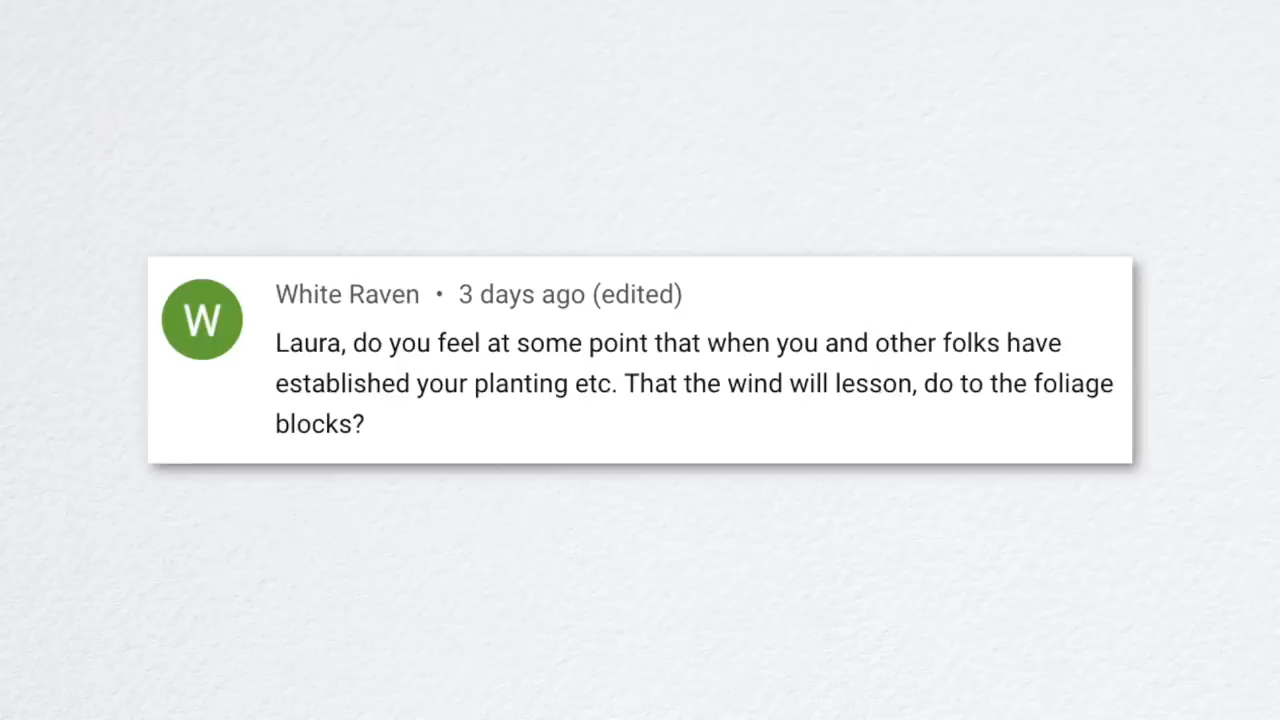 W
White Raven • 3 days ago (edited)
Laura, do you feel at some point that when you and other folks have
established your planting etc. That the wind will lesson, do to the foliage
blocks?